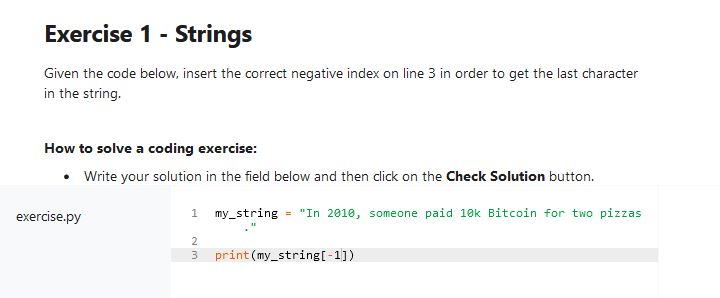 Exercise 1 - Strings
Given the code below, insert the correct negative index on line 3 in order to get the last character
in the string.
How to solve a coding exercise:
• Write your solution in the field below and then click on the Check Solution button.
exercise.py
1 my_string = "In 2010, someone paid 10k Bitcoin for two pizzas
."
2
3 print(my_string[-1])